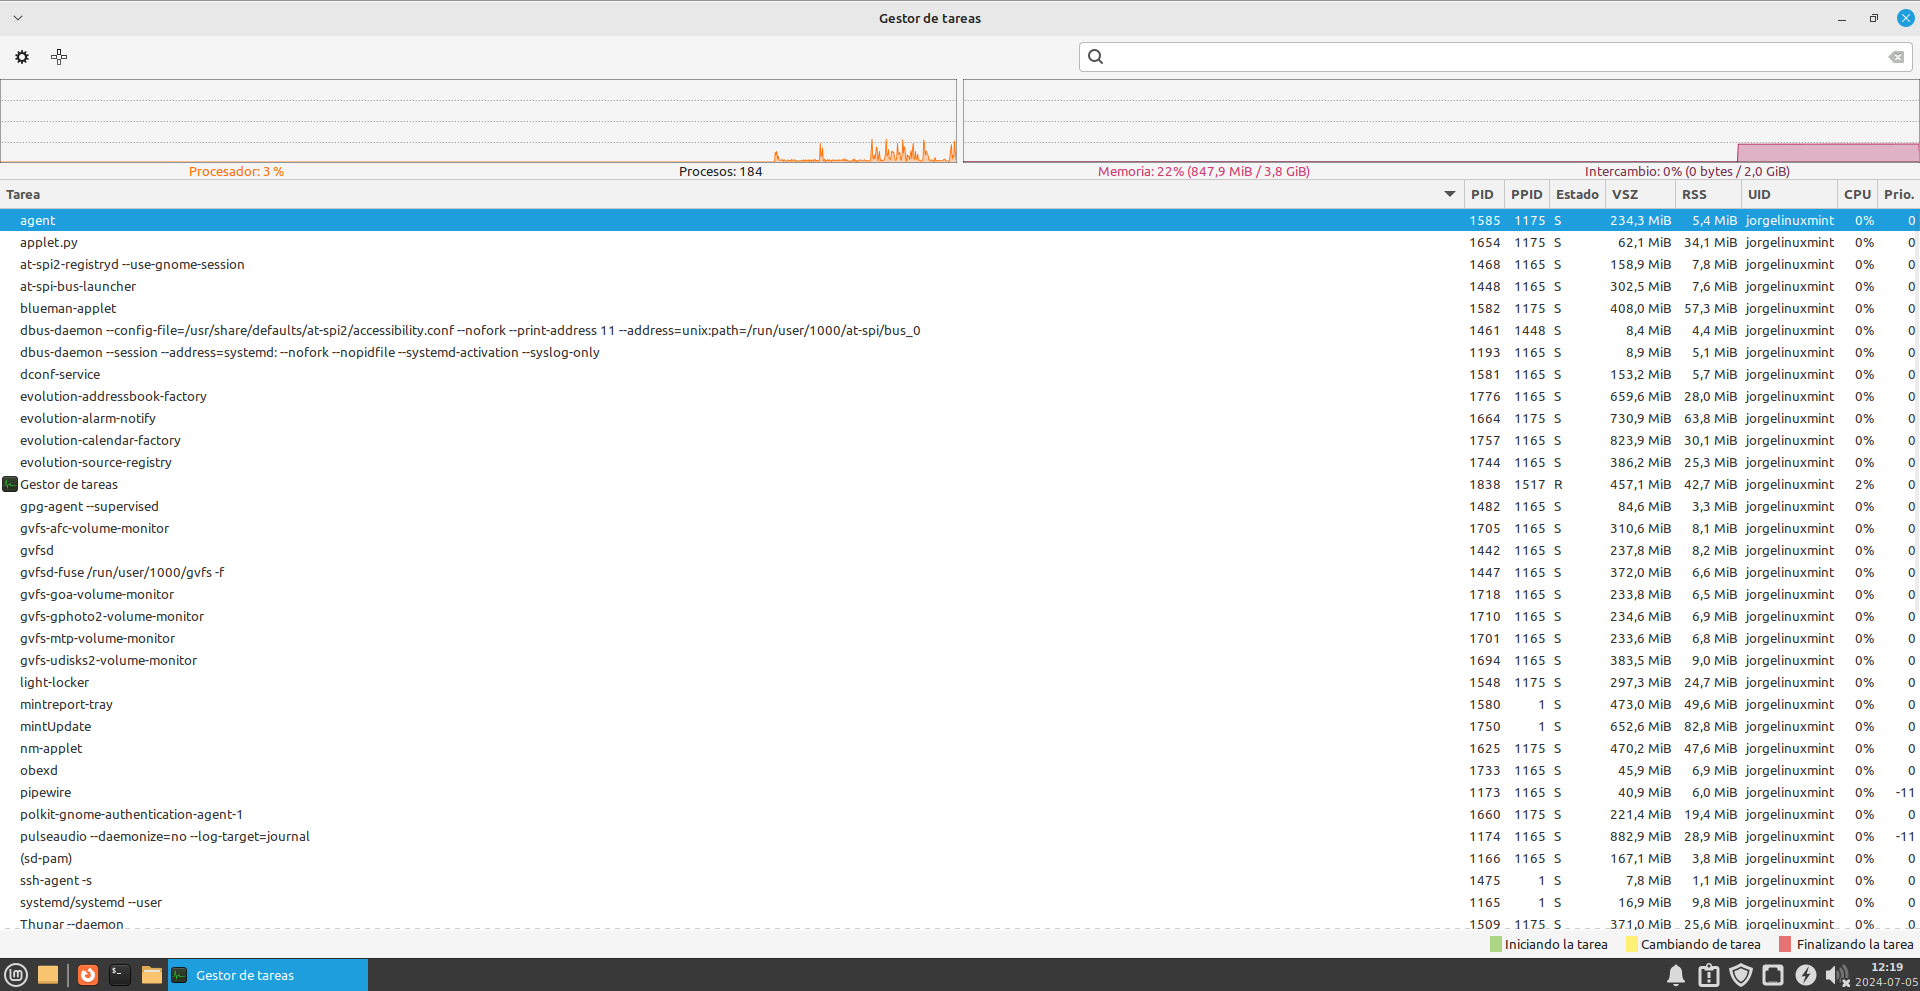 Gestor de tareas
Procesador: 3 % Procesos: 184 Memoria: 22% (847,9 MiB / 3,8 GiB) Intercambio: 0% (0 bytes / 2,0 GiB)
Tarea PID PPID Estado VSZ RSS UID CPU Prio.
agent 1585 1175 S 234,3 MiB 5,4 MiB jorgelinuxmint 0% 0
applet.py 1654 1175 S 62,1 MiB 34,1 MiB jorgelinuxmint 0% 0
at-spi2-registryd --use-gnome-session 1468 1165 S 158,9 MiB 7,8 MiB jorgelinuxmint 0% 0
at-spi-bus-launcher 1448 1165 S 302,5 MiB 7,6 MiB jorgelinuxmint 0% 0
blueman-applet 1582 1175 S 408,0 MiB 57,3 MiB jorgelinuxmint 0% 0
dbus-daemon --config-file=/usr/share/defaults/at-spi2/accessibility.conf --nofork --print-address 11 --address=unix:path=/run/user/1000/at-spi/bus_0 1461 1448 S 8,4 MiB 4,4 MiB jorgelinuxmint 0% 0
dbus-daemon --session --address=systemd: --nofork --nopidfile --systemd-activation --syslog-only 1193 1165 S 8,9 MiB 5,1 MiB jorgelinuxmint 0% 0
dconf-service 1581 1165 S 153,2 MiB 5,7 MiB jorgelinuxmint 0% 0
evolution-addressbook-factory 1776 1165 S 659,6 MiB 28,0 MiB jorgelinuxmint 0% 0
evolution-alarm-notify 1664 1175 S 730,9 MiB 63,8 MiB jorgelinuxmint 0% 0
evolution-calendar-factory 1757 1165 S 823,9 MiB 30,1 MiB jorgelinuxmint 0% 0
evolution-source-registry 1744 1165 S 386,2 MiB 25,3 MiB jorgelinuxmint 0% 0
Gestor de tareas 1838 1517 R 457,1 MiB 42,7 MiB jorgelinuxmint 2% 0
gpg-agent --supervised 1482 1165 S 84,6 MiB 3,3 MiB jorgelinuxmint 0% 0
gvfs-afc-volume-monitor 1705 1165 S 310,6 MiB 8,1 MiB jorgelinuxmint 0% 0
gvfsd 1442 1165 S 237,8 MiB 8,2 MiB jorgelinuxmint 0% 0
gvfsd-fuse /run/user/1000/gvfs -f 1447 1165 S 372,0 MiB 6,6 MiB jorgelinuxmint 0% 0
gvfs-goa-volume-monitor 1718 1165 S 233,8 MiB 6,5 MiB jorgelinuxmint 0% 0
gvfs-gphoto2-volume-monitor 1710 1165 S 234,6 MiB 6,9 MiB jorgelinuxmint 0% 0
gvfs-mtp-volume-monitor 1701 1165 S 233,6 MiB 6,8 MiB jorgelinuxmint 0% 0
gvfs-udisks2-volume-monitor 1694 1165 S 383,5 MiB 9,0 MiB jorgelinuxmint 0% 0
light-locker 1548 1175 S 297,3 MiB 24,7 MiB jorgelinuxmint 0% 0
mintreport-tray 1580 1 S 473,0 MiB 49,6 MiB jorgelinuxmint 0% 0
mintUpdate 1750 1 S 652,6 MiB 82,8 MiB jorgelinuxmint 0% 0
nm-applet 1625 1175 S 470,2 MiB 47,6 MiB jorgelinuxmint 0% 0
obexd 1733 1165 S 45,9 MiB 6,9 MiB jorgelinuxmint 0% 0
pipewire 1173 1165 S 40,9 MiB 6,0 MiB jorgelinuxmint 0% -11
polkit-gnome-authentication-agent-1 1660 1175 S 221,4 MiB 19,4 MiB jorgelinuxmint 0% 0
pulseaudio --daemonize=no --log-target=journal 1174 1165 S 882,9 MiB 28,9 MiB jorgelinuxmint 0% -11
(sd-pam) 1166 1165 S 167,1 MiB 3,8 MiB jorgelinuxmint 0% 0
ssh-agent -s 1475 1 S 7,8 MiB 1,1 MiB jorgelinuxmint 0% 0
systemd/systemd --user 1165 1 S 16,9 MiB 9,8 MiB jorgelinuxmint 0% 0
Thunar --daemon 1509 1175 S 371,0 MiB 25,6 MiB jorgelinuxmint 0% 0
Iniciando la tarea Cambiando de tarea Finalizando la tarea
Gestor de tareas
12:19
2024-07-05